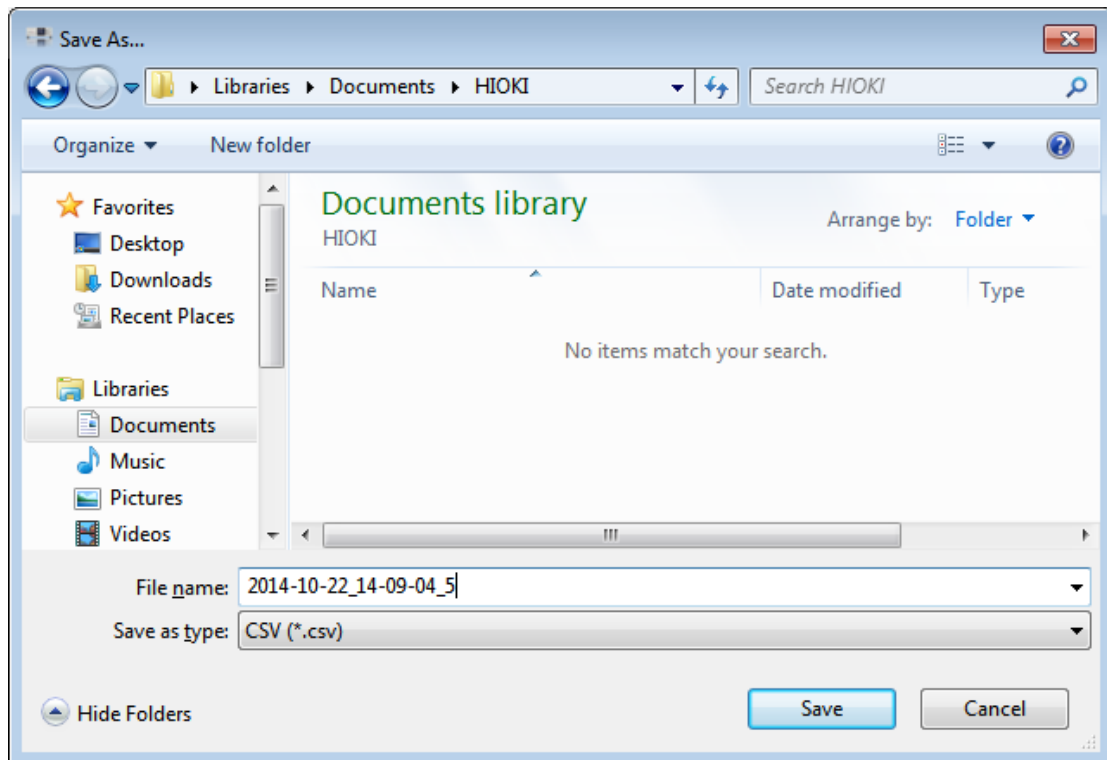 Save As...
Libraries Documents HIOKI Search HIOKI
Organize New folder
Favorites
Desktop
Downloads
Recent Places
Libraries
Documents
Music
Pictures
Videos
Documents library
HIOKI
Arrange by: Folder
Name Date modified Type
No items match your search.
File name: 2014-10-22_14-09-04_5
Save as type: CSV (*.csv)
Hide Folders Save Cancel